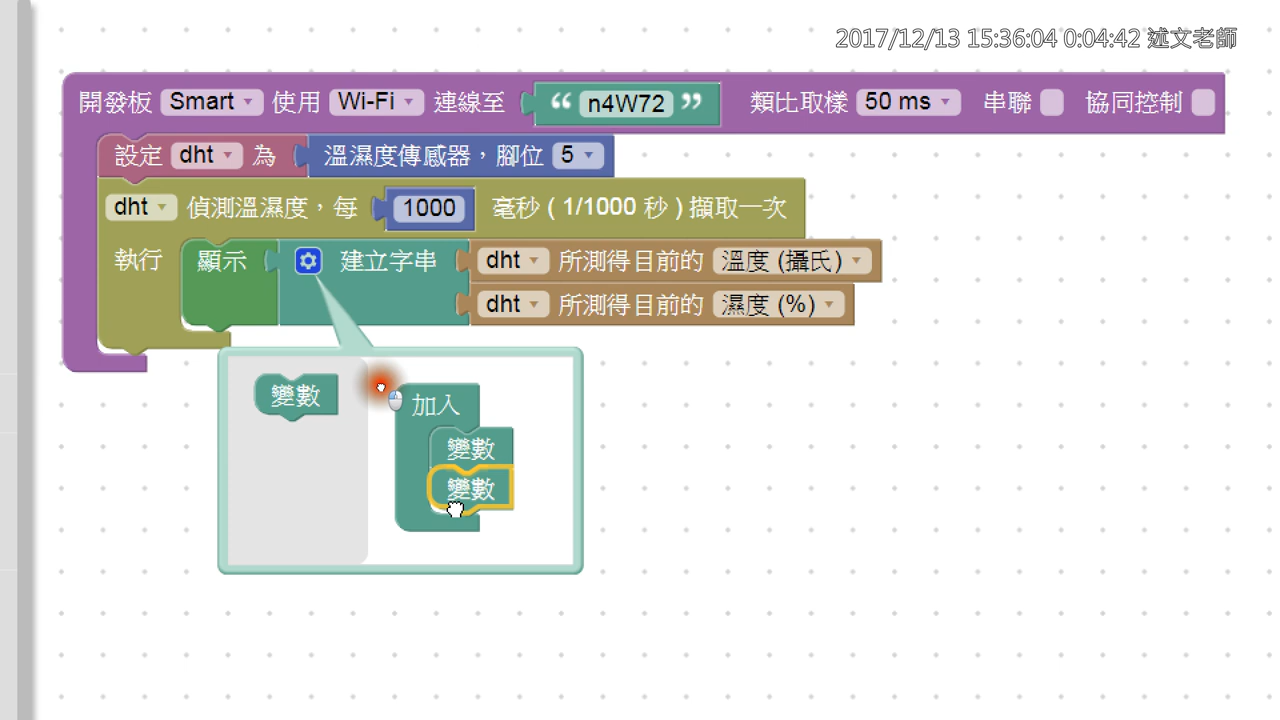 2017/12/13 15:36:04 0:04:42 述文老師
開發板 Smart 使用 Wi-Fi 連線至 “ n4W72 ” 類比取樣 50 ms 串聯 協同控制
設定 dht 為 溫濕度傳感器,腳位 5
dht 偵測溫濕度,每 1000 毫秒 ( 1/1000 秒 ) 擷取一次
執行 顯示 建立字串 dht 所測得目前的 溫度 (攝氏)
dht 所測得目前的 濕度 (%)
變數 加入
變數
變數